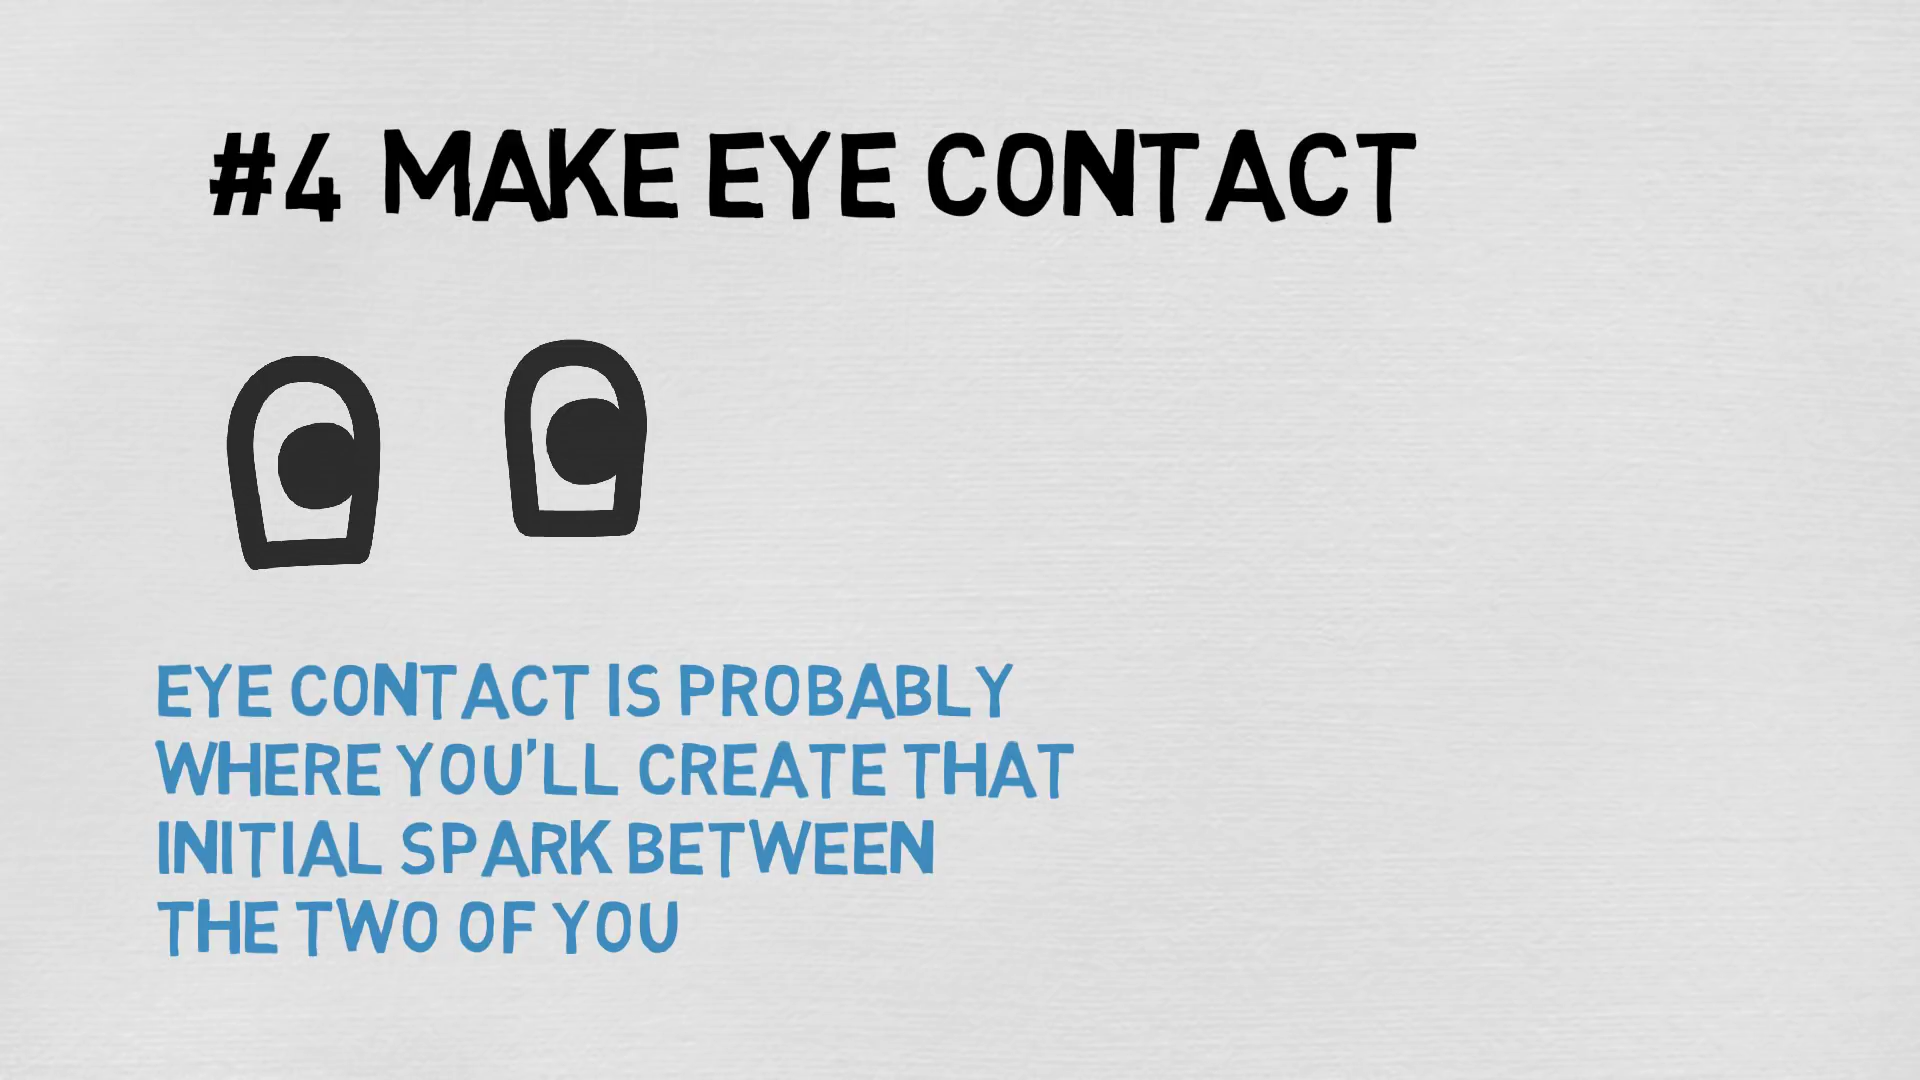 #4 MAKE EYE CONTACT
EYE CONTACT IS PROBABLY
WHERE YOU'LL CREATE THAT
INITIAL SPARK BETWEEN
THE TWO OF YOU